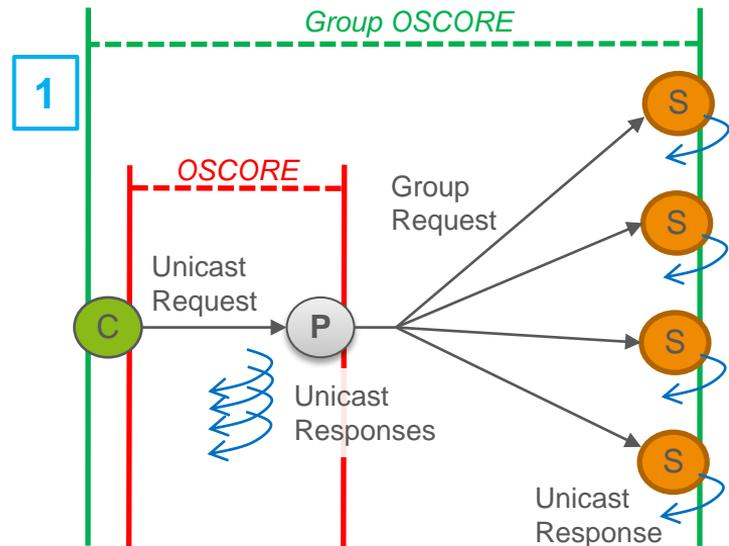 Group OSCORE
1
OSCORE
Group
Request
Unicast
Request
C
P
Unicast
Responses
S
S
S
S
Unicast
Response